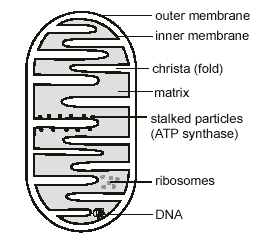 outer membrane
inner membrane
christa (fold)
matrix
stalked particles
(ATP synthase)
ribosomes
DNA